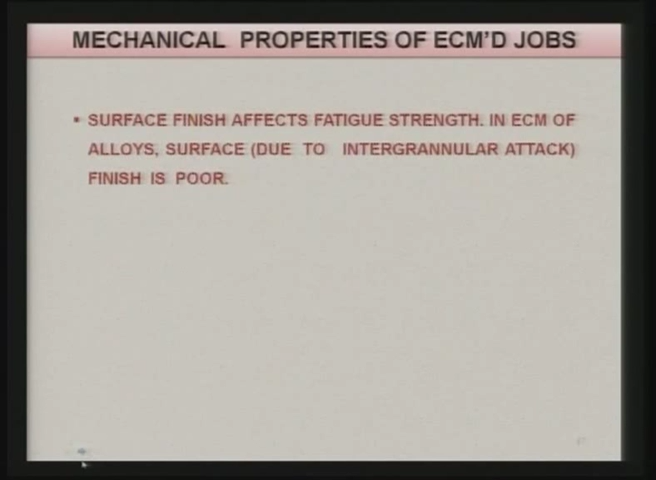 MECHANICAL PROPERTIES OF ECM'D JOBS
• SURFACE FINISH AFFECTS FATIGUE STRENGTH. IN ECM OF
ALLOYS, SURFACE (DUE TO INTERGRANNULAR ATTACK)
FINISH IS POOR.